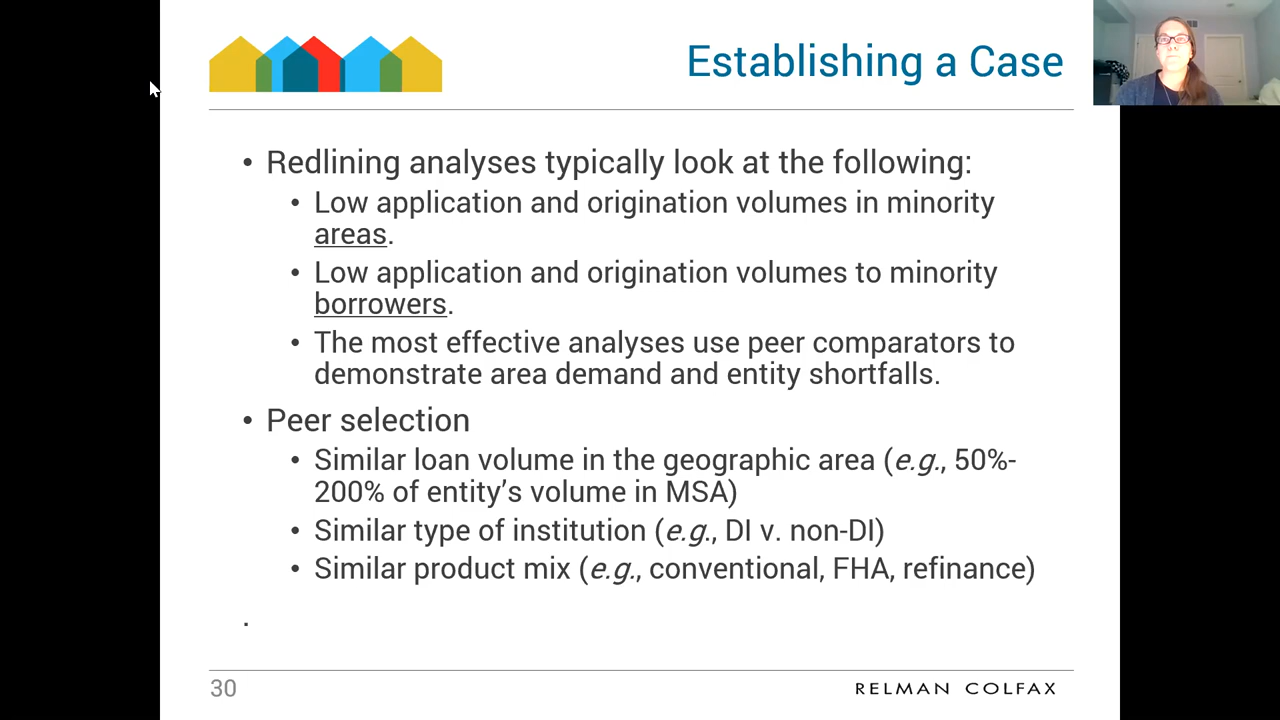 Establishing a Case
• Redlining analyses typically look at the following:
• Low application and origination volumes in minority
areas.
• Low application and origination volumes to minority
borrowers.
• The most effective analyses use peer comparators to
demonstrate area demand and entity shortfalls.
• Peer selection
• Similar loan volume in the geographic area (e.g., 50%-
200% of entity’s volume in MSA)
• Similar type of institution (e.g., DI v. non-DI)
• Similar product mix (e.g., conventional, FHA, refinance)
.
30
RELMAN COLFAX